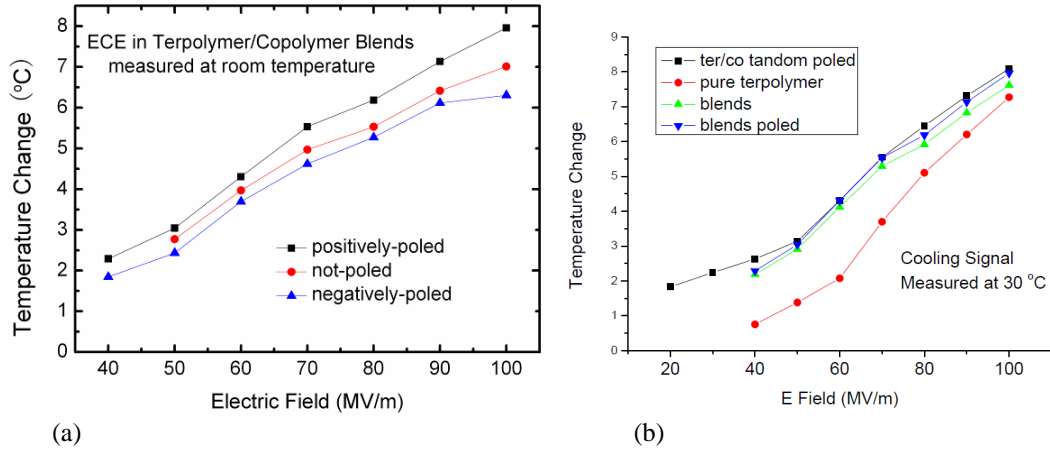 ECE in Terpolymer/Copolymer Blends
measured at room temperature
Temperature Change (°C)
8
7
6
5
4
3
2
1
0
positively-poled
not-poled
negatively-poled
40 50 60 70 80 90 100
Electric Field (MV/m)
(a)
9
8
7
6
5
4
3
2
1
0
Temperature Change
ter/co tandom poled
pure terpolymer
blends
blends poled
Cooling Signal
Measured at 30 °C
20 40 60 80 100
E Field (MV/m)
(b)